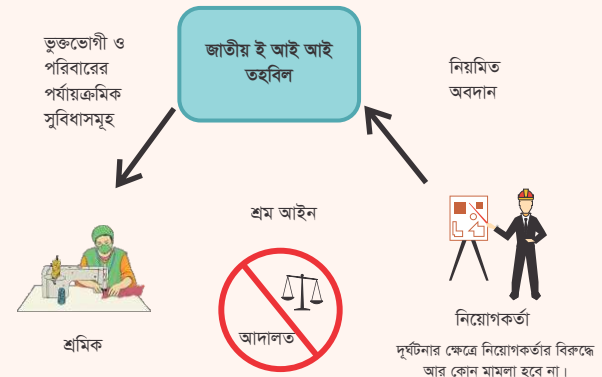 ভুক্তভোগী ও
পরিবারের
পর্যায়ক্রমিক
সুবিধাসমূহ
জাতীয় ই আই আই
তহবিল
নিয়মিত
অবদান
শ্রম আইন
আদালত
শ্রমিক
নিয়োগকর্তা
দূর্ঘটনার ক্ষেত্রে নিয়োগকর্তার বিরুদ্ধে
আর কোন মামলা হবে না।